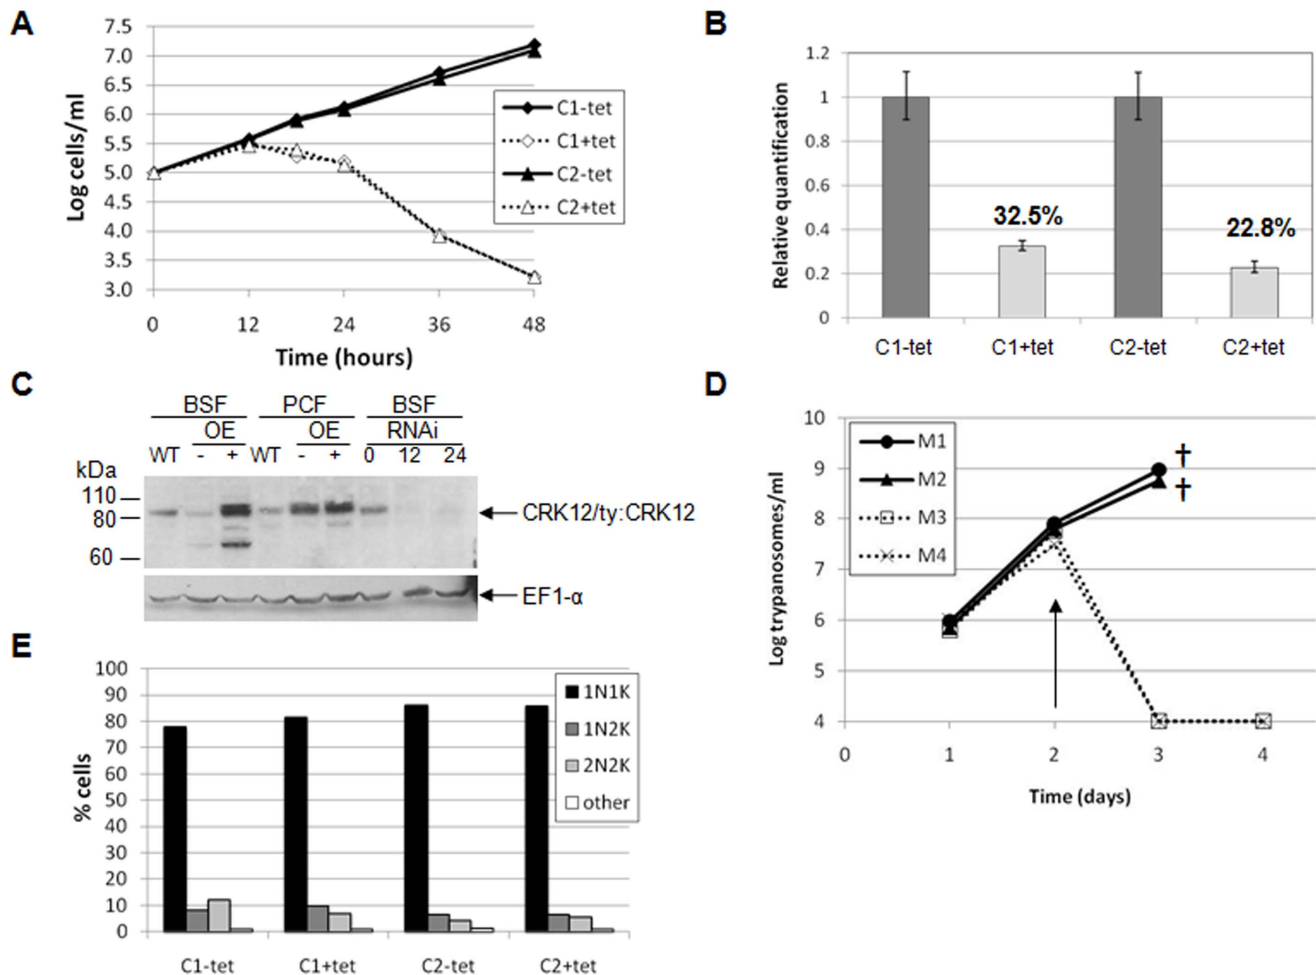 A
7.5
7.0
6.5
6.0
5.5
5.0
4.5
4.0
3.5
3.0
Log cells/ml
0 12 24 36 48
Time (hours)
C1-tet
C1+tet
C2-tet
C2+tet
B
1.2
1
0.8
0.6
0.4
0.2
0
Relative quantification
32.5%
22.8%
C1-tet C1+tet C2-tet C2+tet
C
BSF PCF BSF
OE OE RNAi
WT - + WT - + 0 12 24
kDa
110
80
60
CRK12/ty:CRK12
EF1-α
D
10
9
8
7
6
5
4
Log trypanosomes/ml
M1
M2
M3
M4
†
†
0 1 2 3 4
Time (days)
E
100
90
80
70
60
50
40
30
20
10
0
% cells
1N1K
1N2K
2N2K
other
C1-tet C1+tet C2-tet C2+tet